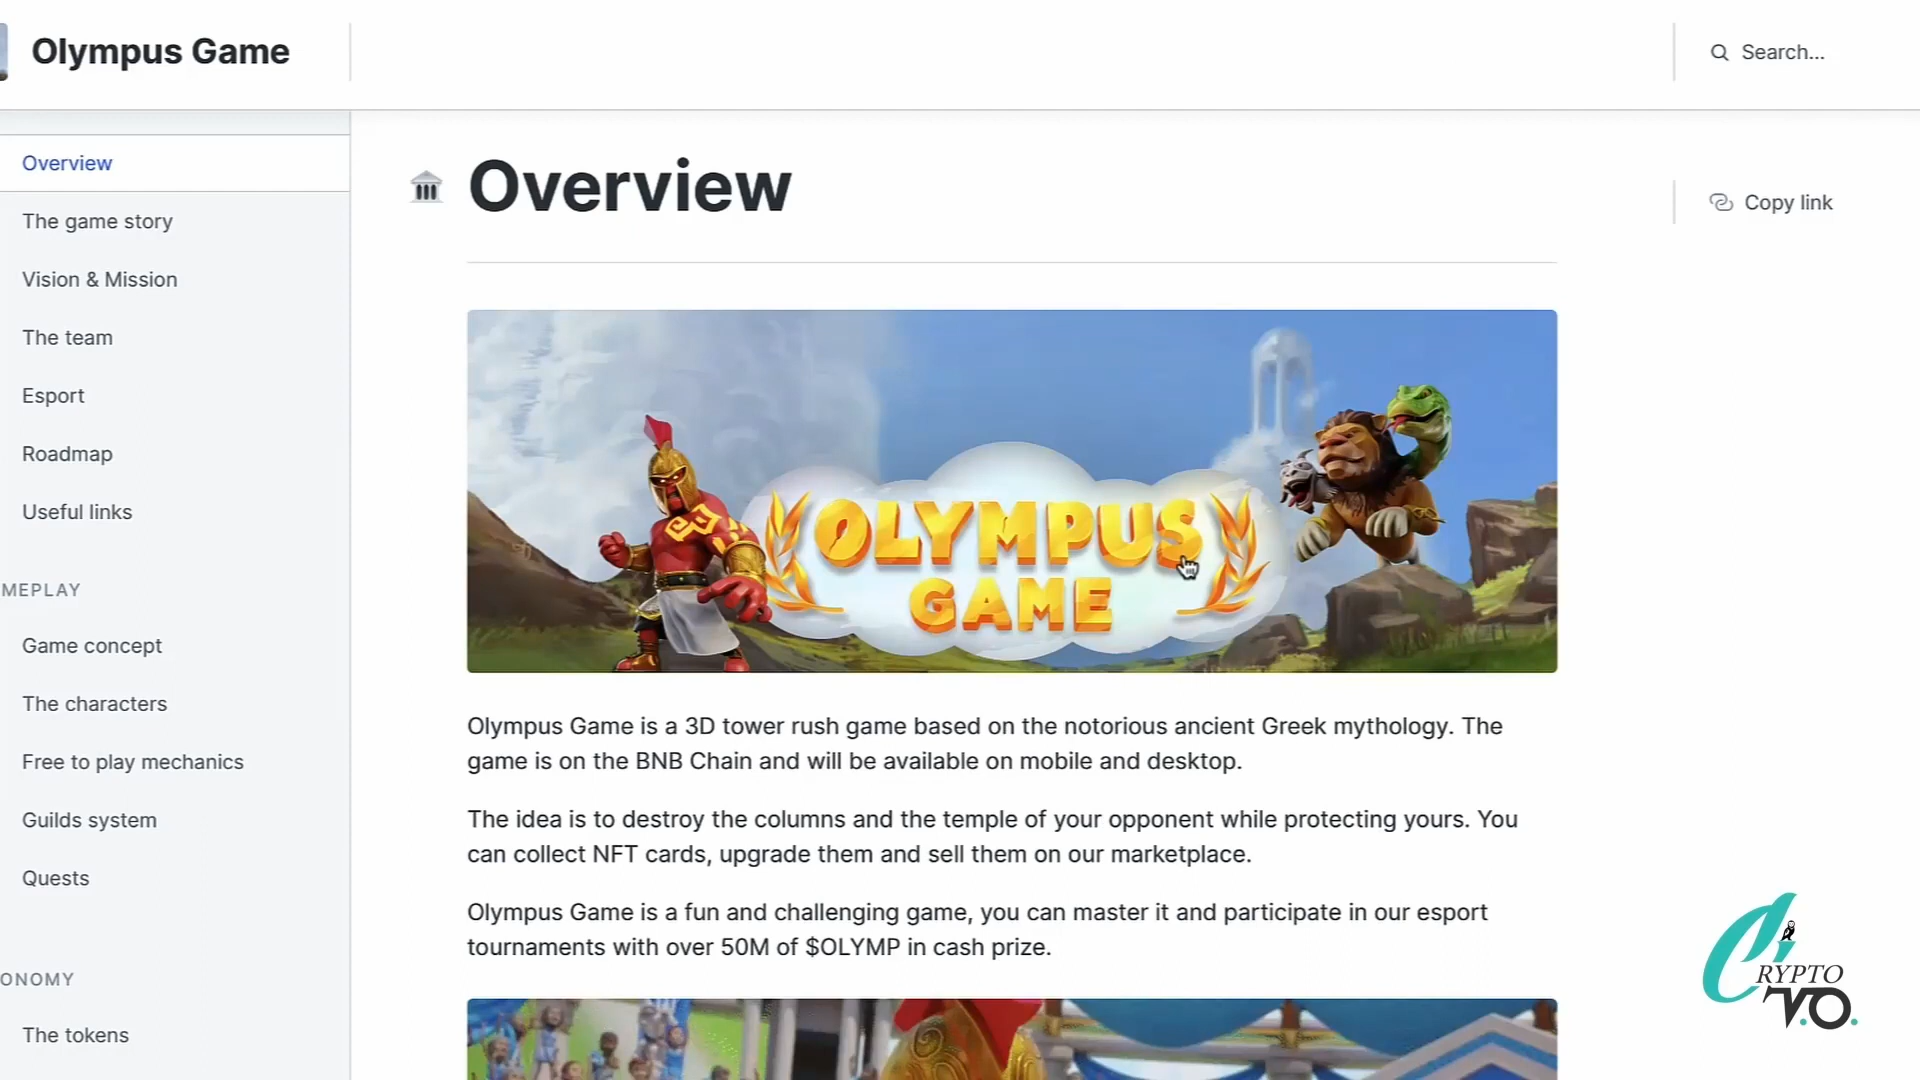 Olympus Game
Search...
Overview
The game story
Vision & Mission
The team
Esport
Roadmap
Useful links
MEPLAY
Game concept
The characters
Free to play mechanics
Guilds system
Quests
ONOMY
The tokens
Overview
Copy link
OLYMPUS
GAME
Olympus Game is a 3D tower rush game based on the notorious ancient Greek mythology. The
game is on the BNB Chain and will be available on mobile and desktop.
The idea is to destroy the columns and the temple of your opponent while protecting yours. You
can collect NFT cards, upgrade them and sell them on our marketplace.
Olympus Game is a fun and challenging game, you can master it and participate in our esport
tournaments with over 50M of $OLYMP in cash prize.
CRYPTO
V.O.